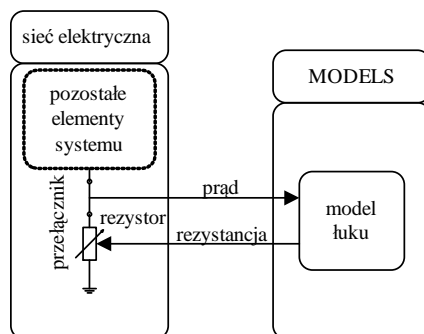 sieć elektryczna
MODELS
pozostałe
elementy
systemu
prąd
przełącznik
rezystor
rezystancja
model
łuku